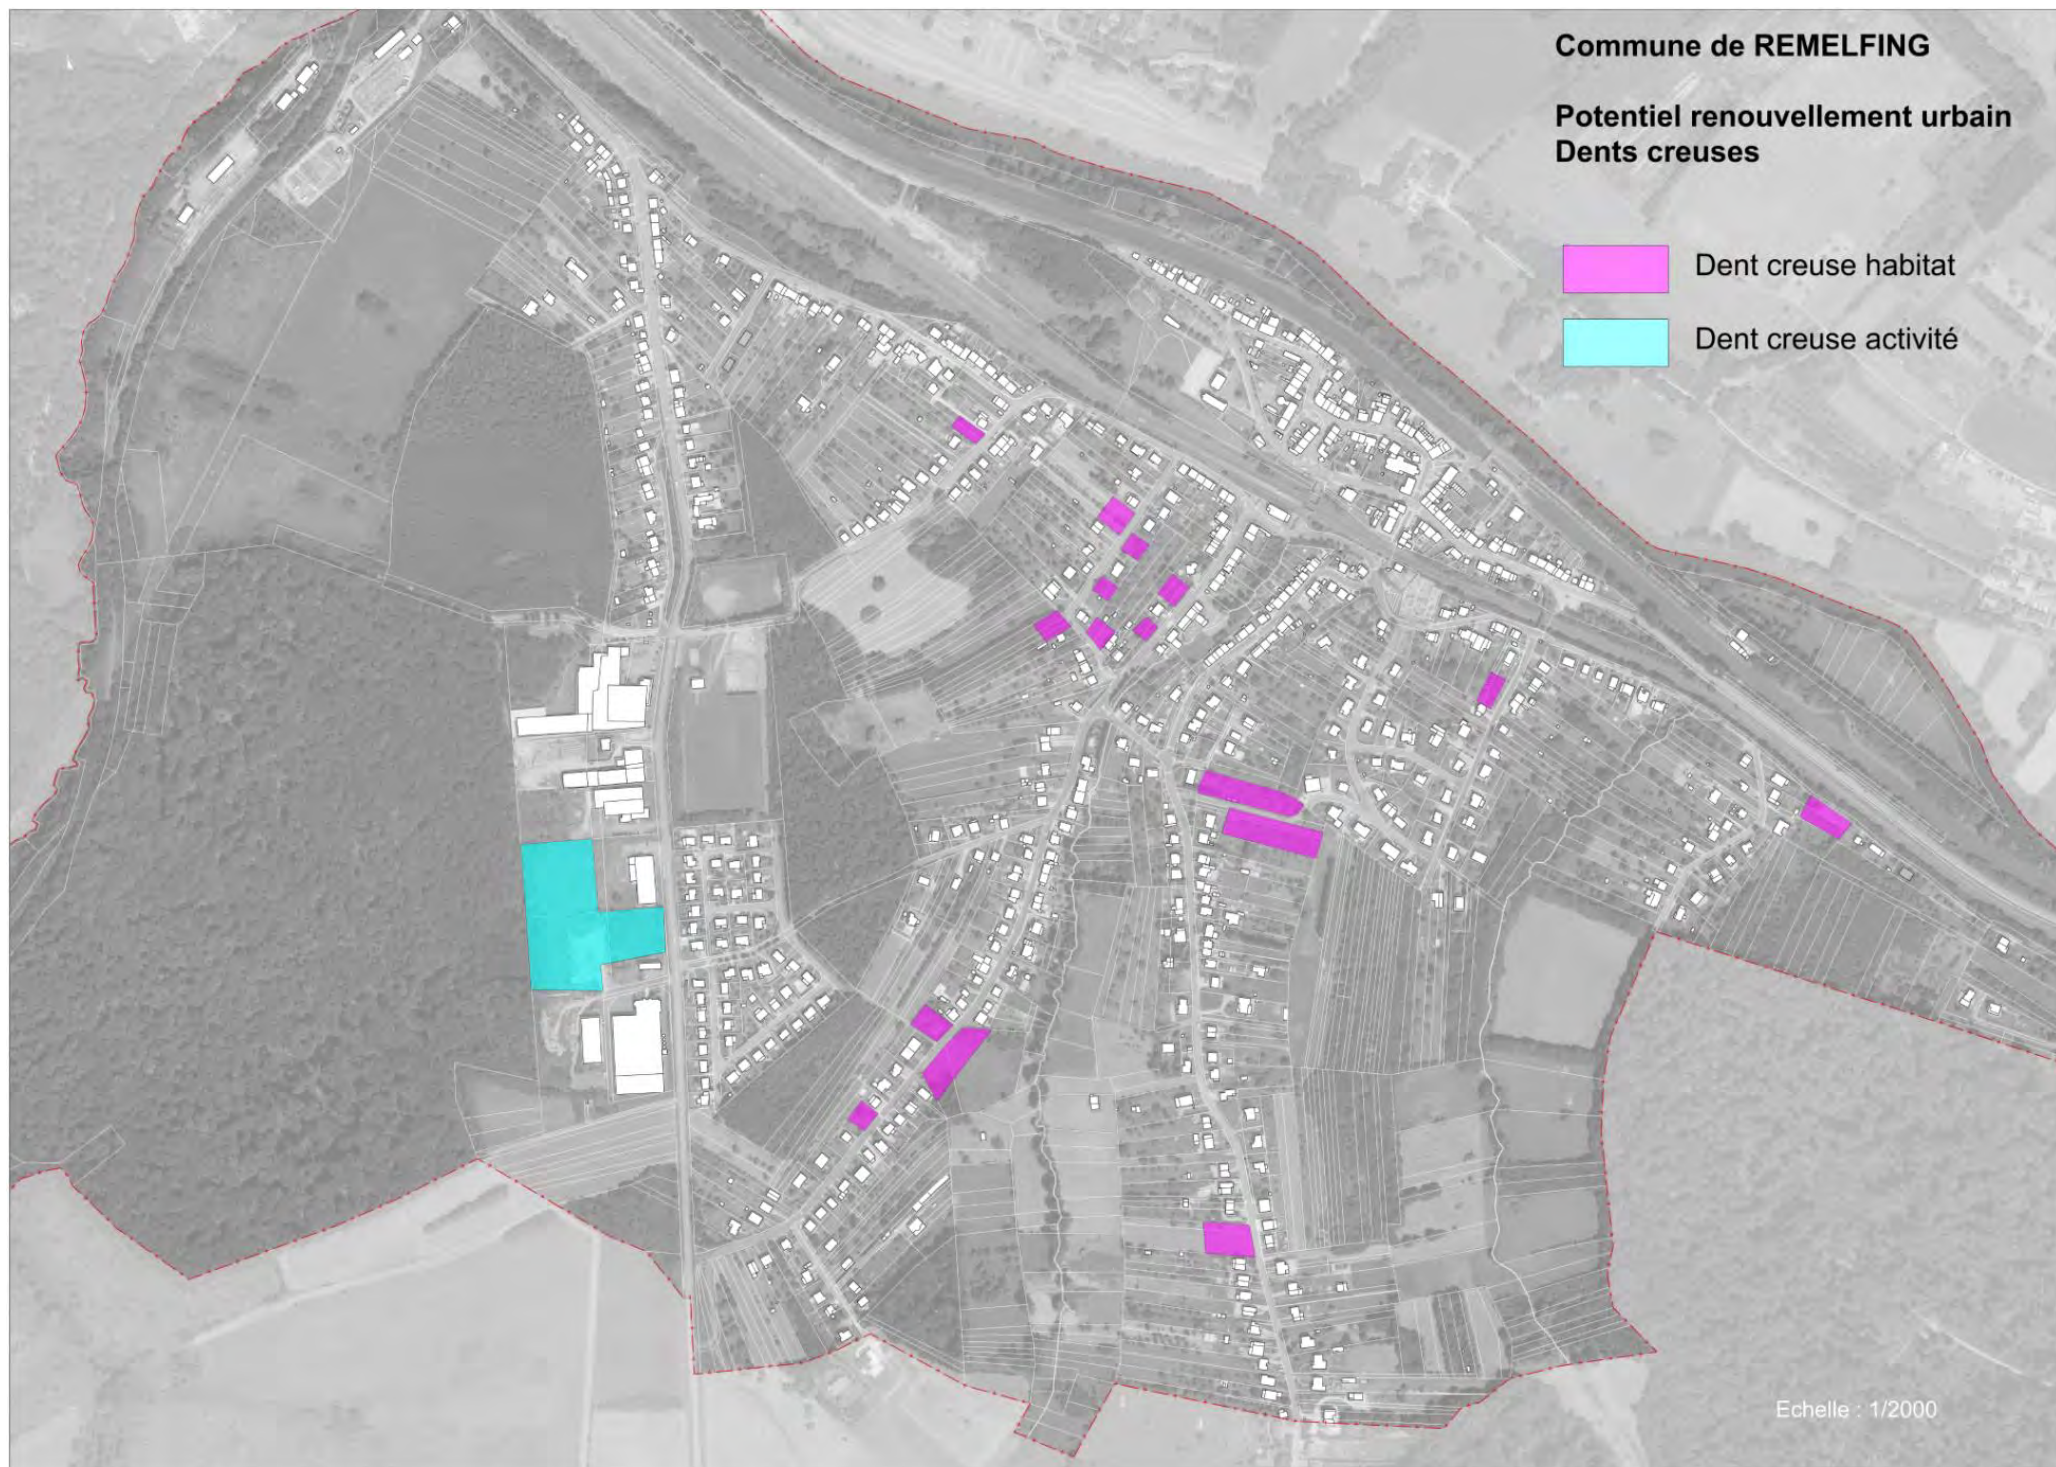 Commune de REMELFING
Potentiel renouvellement urbain
Dents creuses
Dent creuse habitat
Dent creuse activité
Echelle : 1/2000